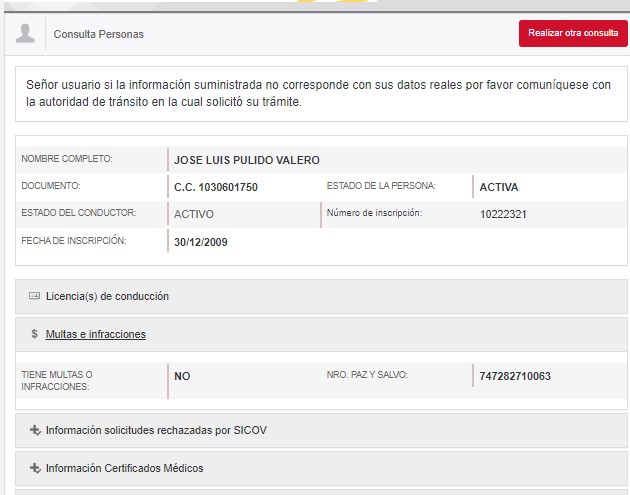 Consulta Personas
Realizar otra consulta
Señor usuario si la información suministrada no corresponde con sus datos reales por favor comuníquese con
la autoridad de tránsito en la cual solicitó su trámite.
NOMBRE COMPLETO: JOSE LUIS PULIDO VALERO
DOCUMENTO: C.C. 1030601750 ESTADO DE LA PERSONA: ACTIVA
ESTADO DEL CONDUCTOR: ACTIVO Número de inscripción: 10222321
FECHA DE INSCRIPCIÓN: 30/12/2009
Licencia(s) de conducción
$ Multas e infracciones
TIENE MULTAS O
INFRACCIONES: NO NRO. PAZ Y SALVO: 747282710063
Información solicitudes rechazadas por SICOV
Información Certificados Médicos